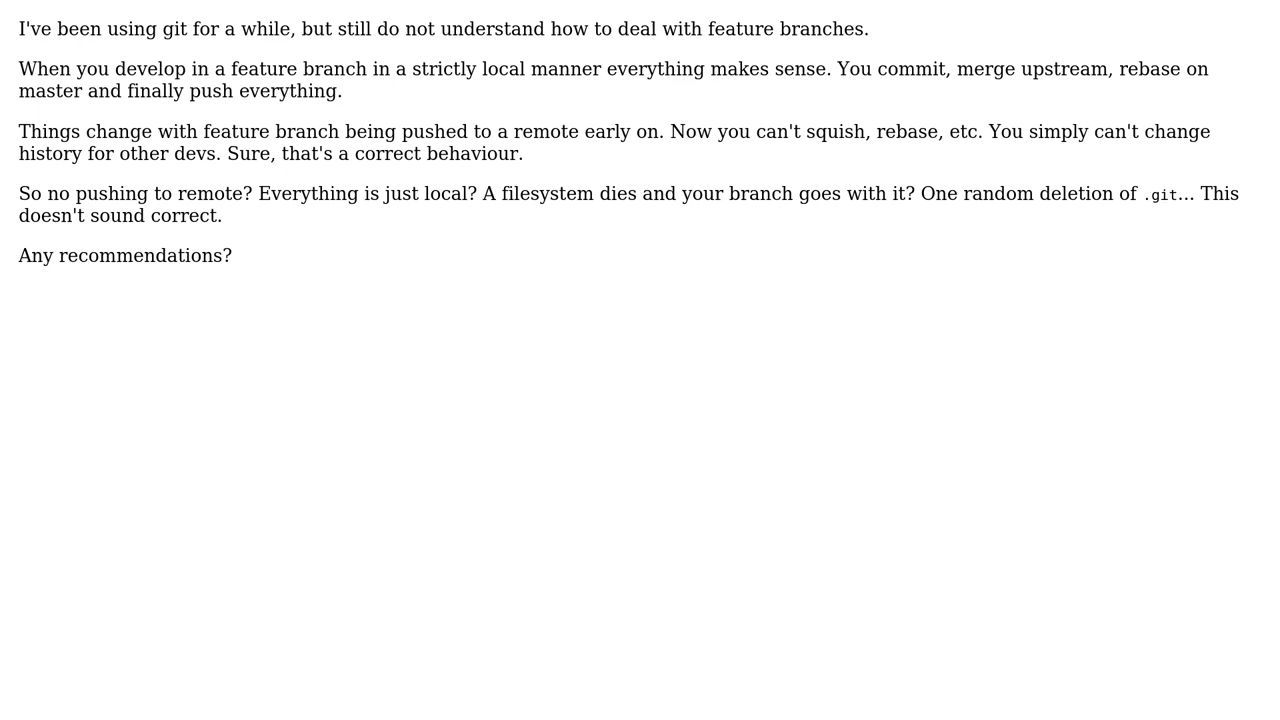 I've been using git for a while, but still do not understand how to deal with feature branches.
When you develop in a feature branch in a strictly local manner everything makes sense. You commit, merge upstream, rebase on
master and finally push everything.
Things change with feature branch being pushed to a remote early on. Now you can't squish, rebase, etc. You simply can't change
history for other devs. Sure, that's a correct behaviour.
So no pushing to remote? Everything is just local? A filesystem dies and your branch goes with it? One random deletion of .git... This
doesn't sound correct.
Any recommendations?